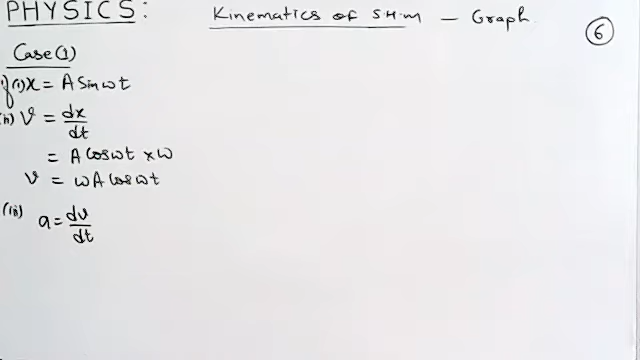 PHYSICS:
Kinematics of S.H.M — Graph
6
Case(1)
(i) x = A Sin ωt
(ii) v = dx/dt
= A Cos ωt × ω
v = ω A Cos ωt
(iii) a = dv/dt